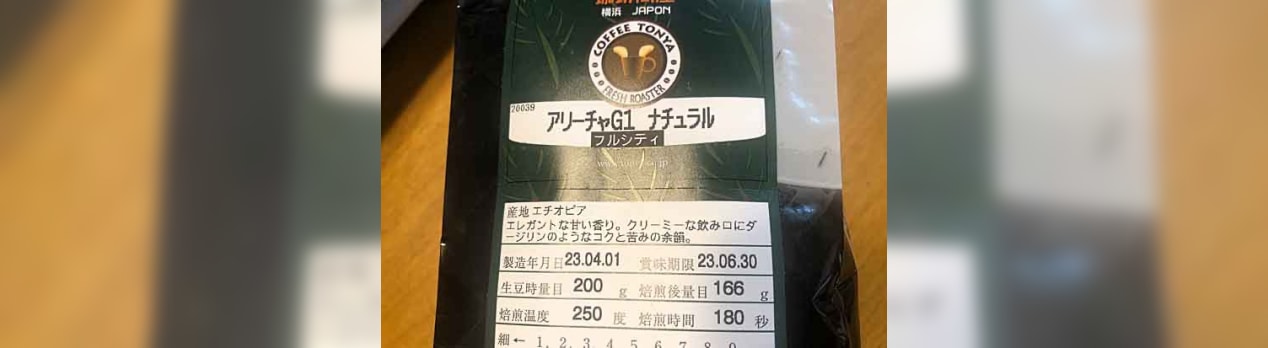 横浜 JAPON
COFFEE TONYA
FRESH ROASTER
20039
アリーチャG1 ナチュラル
フルシティ
産地 エチオピア
エレガントな甘い香り。クリーミーな飲み口にダ
ージリンのようなコクと苦みの余韻。
製造年月日 23.04.01 賞味期限 23.06.30
生豆時量目 200 g 焙煎後量目 166 g
焙煎温度 250 度 焙煎時間 180 秒
細← 1. 2. 3. 4. 5. 6. 7. 8. 9